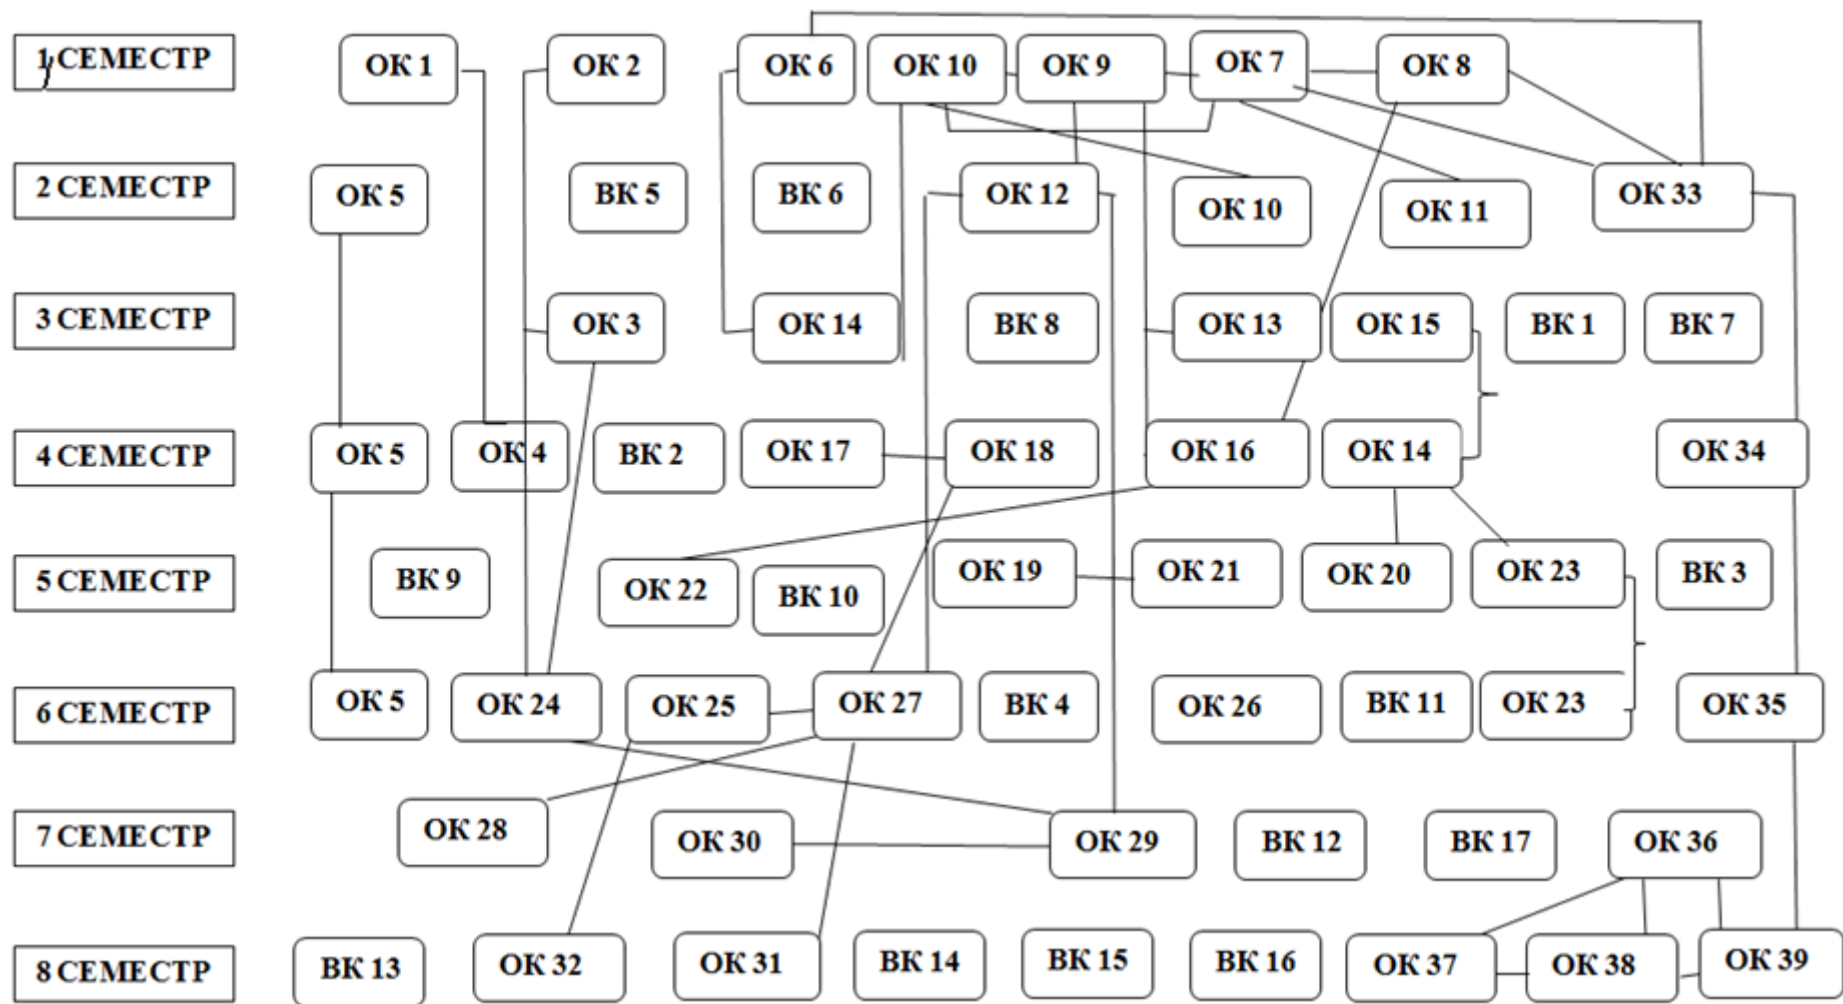 1 СЕМЕСТР ОК 1 ОК 2 ОК 6 ОК 10 ОК 9 ОК 7 ОК 8
2 СЕМЕСТР ОК 5 ВК 5 ВК 6 ОК 12 ОК 10 ОК 11 ОК 33
3 СЕМЕСТР ОК 3 ОК 14 ВК 8 ОК 13 ОК 15 ВК 1 ВК 7
4 СЕМЕСТР ОК 5 ОК 4 ВК 2 ОК 17 ОК 18 ОК 16 ОК 14 ОК 34
5 СЕМЕСТР ВК 9 ОК 22 ВК 10 ОК 19 ОК 21 ОК 20 ОК 23 ВК 3
6 СЕМЕСТР ОК 5 ОК 24 ОК 25 ОК 27 ВК 4 ОК 26 ВК 11 ОК 23 ОК 35
7 СЕМЕСТР ОК 28 ОК 30 ОК 29 ВК 12 ВК 17 ОК 36
8 СЕМЕСТР ВК 13 ОК 32 ОК 31 ВК 14 ВК 15 ВК 16 ОК 37 ОК 38 ОК 39